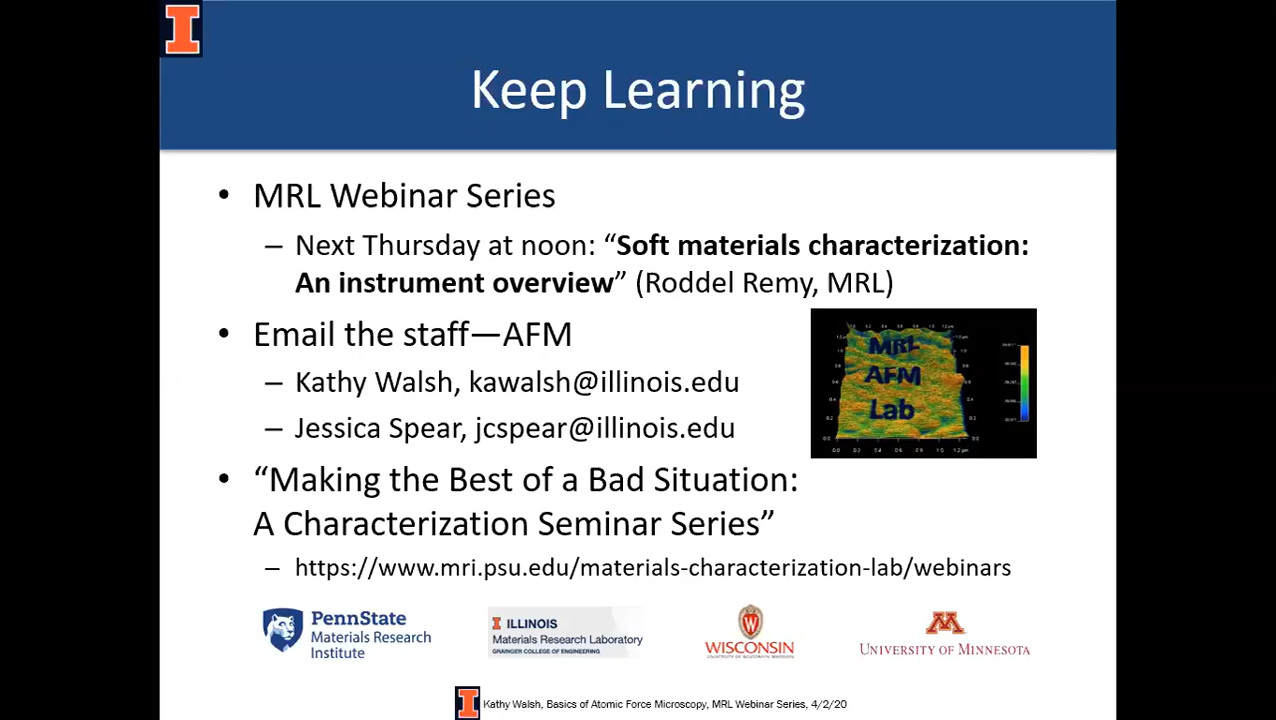 Keep Learning
• MRL Webinar Series
– Next Thursday at noon: “Soft materials characterization:
An instrument overview” (Roddel Remy, MRL)
• Email the staff—AFM
– Kathy Walsh, kawalsh@illinois.edu
– Jessica Spear, jcspear@illinois.edu
MRL
AFM
Lab
• “Making the Best of a Bad Situation:
A Characterization Seminar Series”
– https://www.mri.psu.edu/materials-characterization-lab/webinars
PennState
Materials Research
Institute
I ILLINOIS
Materials Research Laboratory
GRAINGER COLLEGE OF ENGINEERING
WISCONSIN
UNIVERSITY OF MINNESOTA
Kathy Walsh, Basics of Atomic Force Microscopy, MRL Webinar Series, 4/2/20